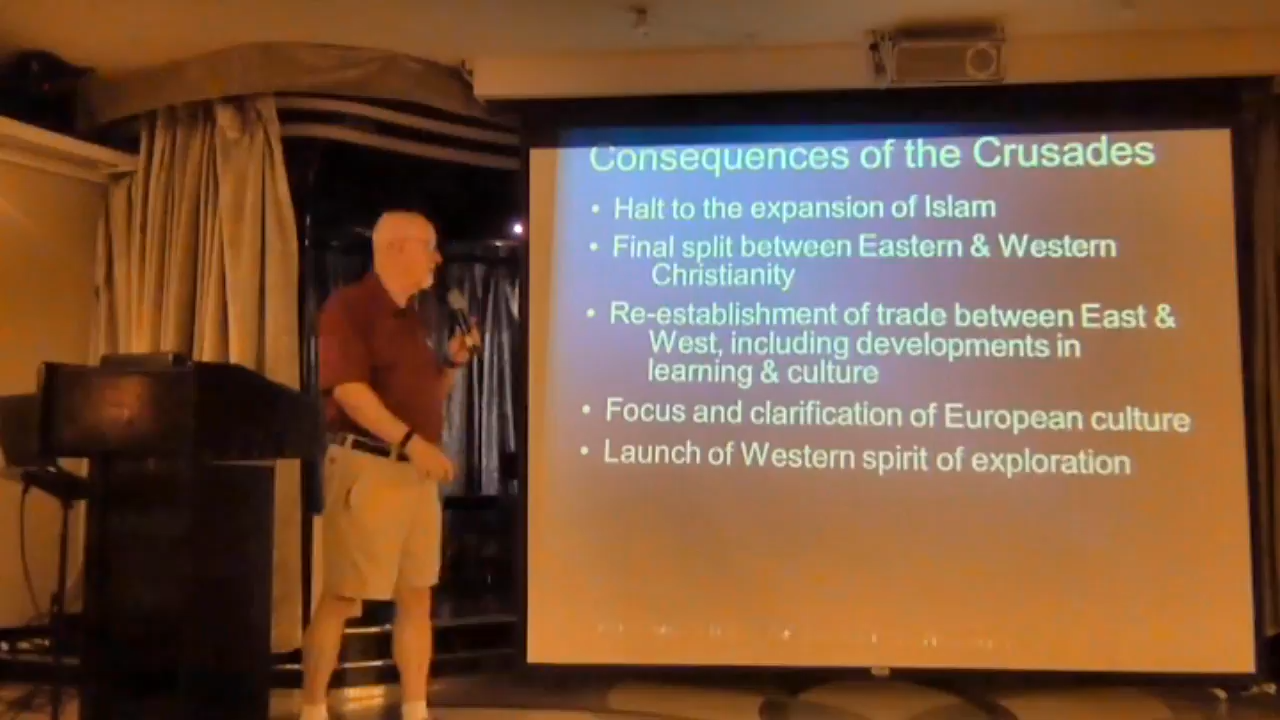 Consequences of the Crusades
• Halt to the expansion of Islam
• Final split between Eastern & Western
Christianity
• Re-establishment of trade between East &
West, including developments in
learning & culture
• Focus and clarification of European culture
• Launch of Western spirit of exploration